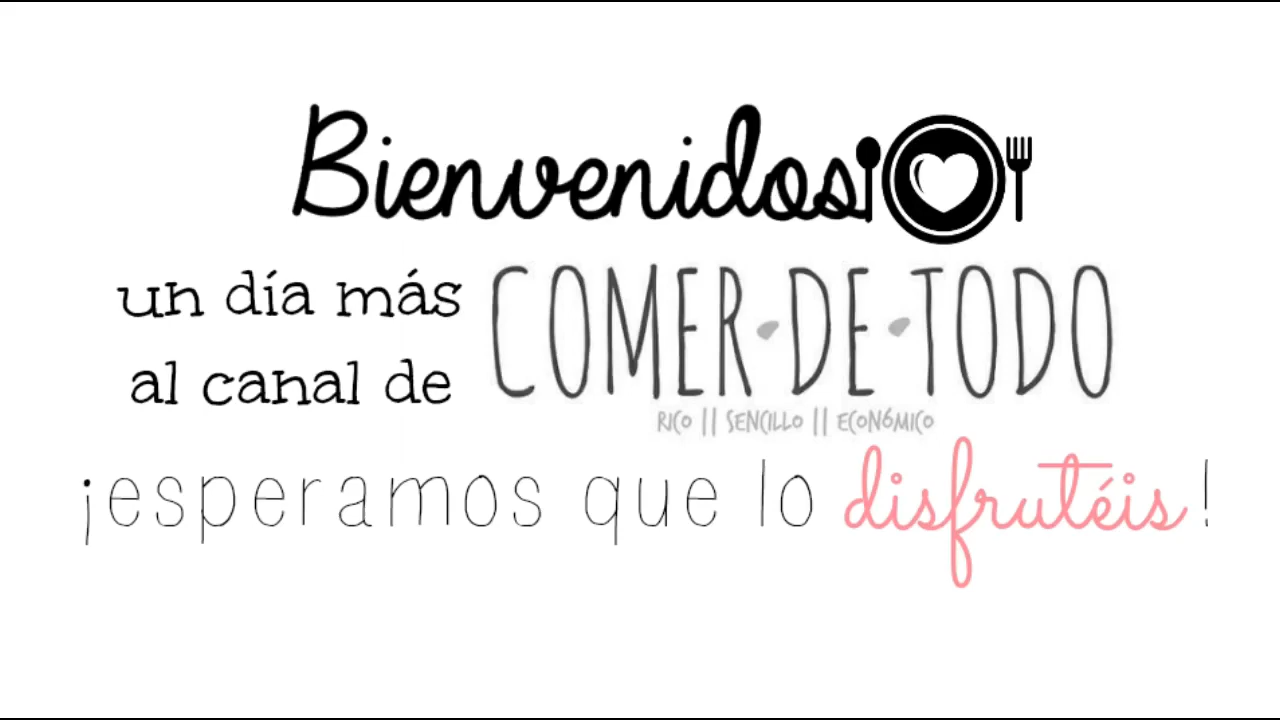 Bienvenidos
un día más
al canal de
COMER·DE·TODO
RICO || SENCILLO || ECONÓMICO
¡esperamos que lo disfrutéis!